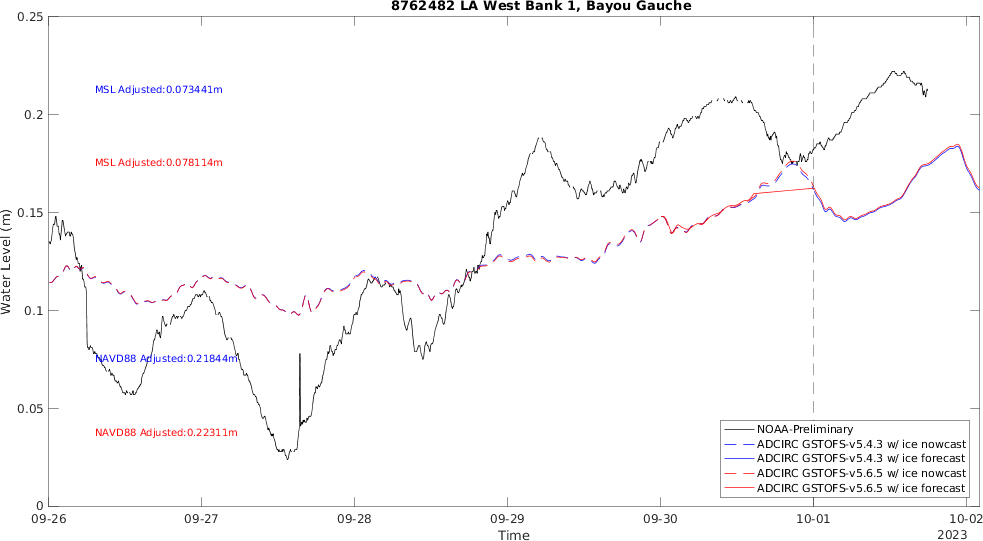 8762482 LA West Bank 1, Bayou Gauche
0.25
0.2
0.15
0.1
0.05
0
Water Level (m)
MSL Adjusted:0.073441m
MSL Adjusted:0.078114m
NAVD88 Adjusted:0.21844m
NAVD88 Adjusted:0.22311m
NOAA-Preliminary
ADCIRC GSTOFS-v5.4.3 w/ ice nowcast
ADCIRC GSTOFS-v5.4.3 w/ ice forecast
ADCIRC GSTOFS-v5.6.5 w/ ice nowcast
ADCIRC GSTOFS-v5.6.5 w/ ice forecast
09-26 09-27 09-28 09-29 09-30 10-01 10-02
Time
2023